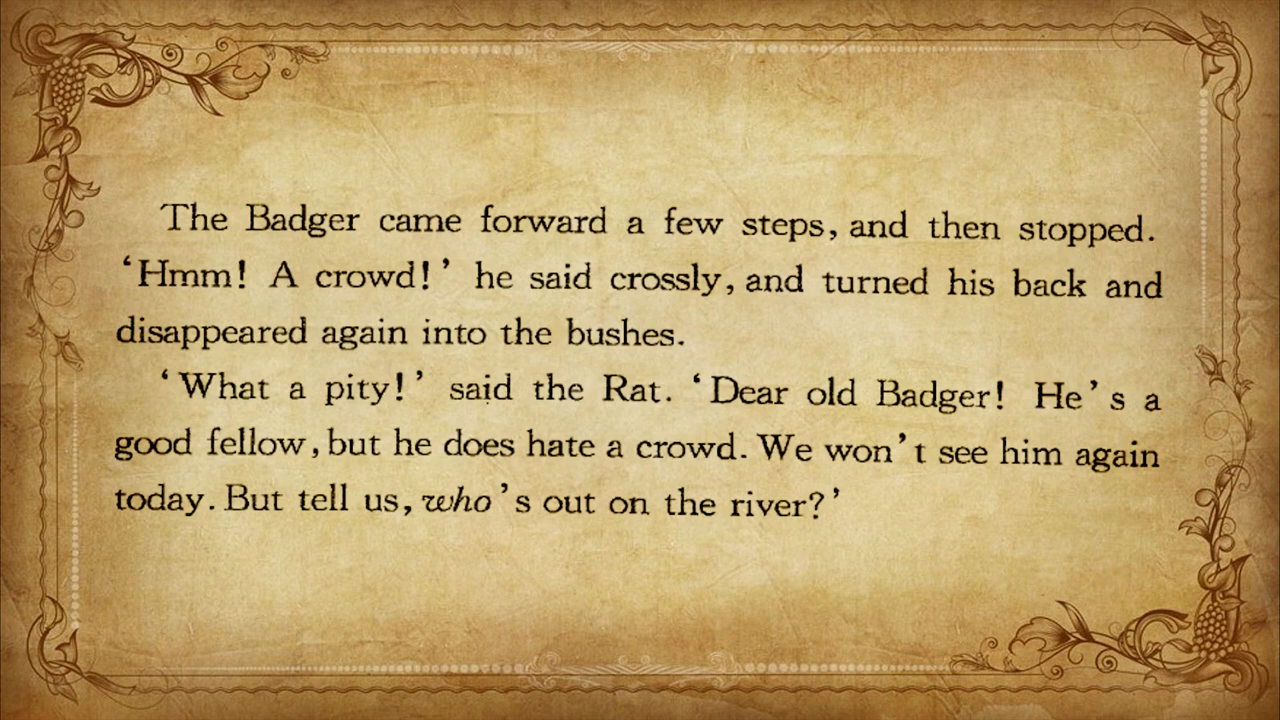 The Badger came forward a few steps, and then stopped.
‘Hmm! A crowd!’ he said crossly, and turned his back and
disappeared again into the bushes.
‘What a pity!’ said the Rat. ‘Dear old Badger! He’s a
good fellow, but he does hate a crowd. We won’t see him again
today. But tell us, who’s out on the river?’